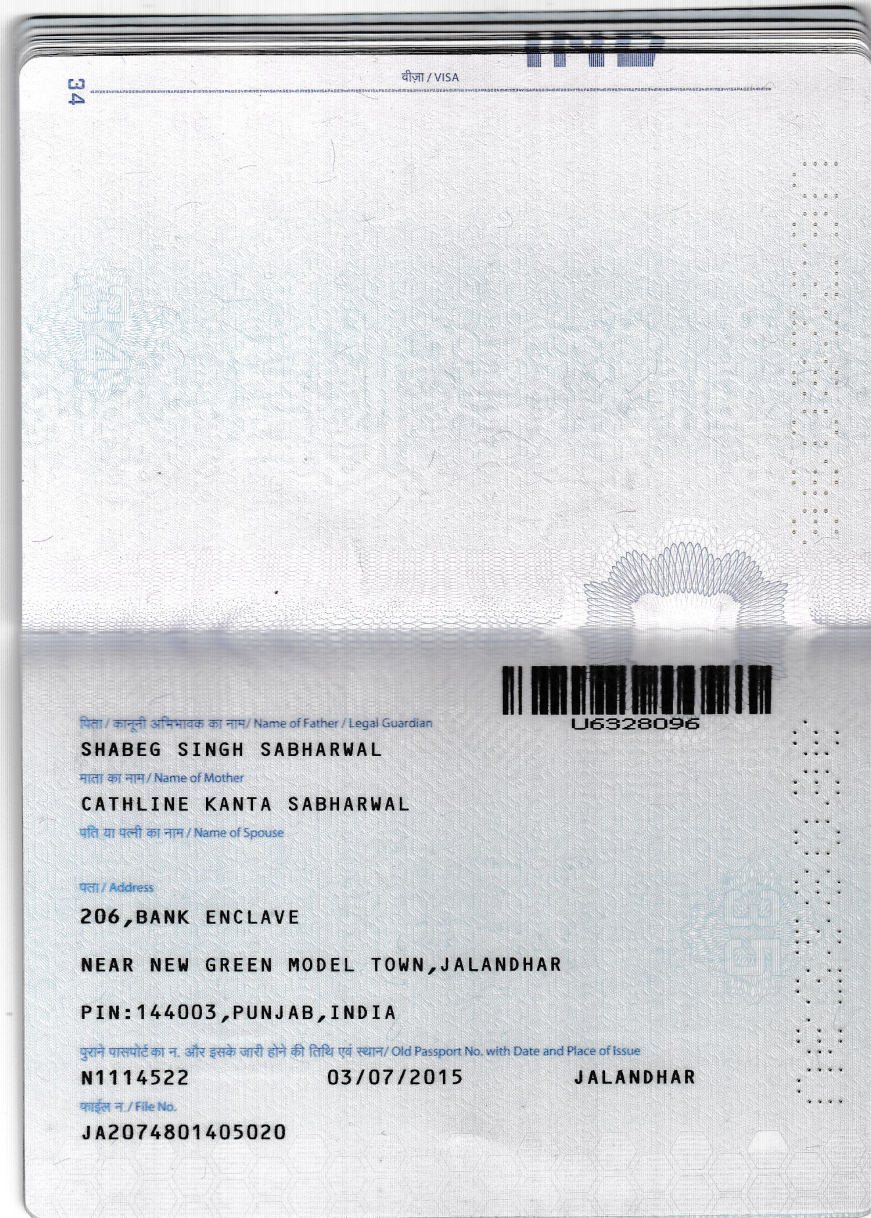 34
वीज़ा / VISA
IND
U6328096
पिता / कानूनी अभिभावक का नाम / Name of Father / Legal Guardian
SHABEG SINGH SABHARWAL
माता का नाम / Name of Mother
CATHLINE KANTA SABHARWAL
पति या पत्नी का नाम / Name of Spouse
पता / Address
206,BANK ENCLAVE
NEAR NEW GREEN MODEL TOWN,JALANDHAR
PIN:144003,PUNJAB,INDIA
पुराने पासपोर्ट का न. और इसके जारी होने की तिथि एवं स्थान / Old Passport No. with Date and Place of Issue
N1114522 03/07/2015 JALANDHAR
फाईल न. / File No.
JA2074801405020